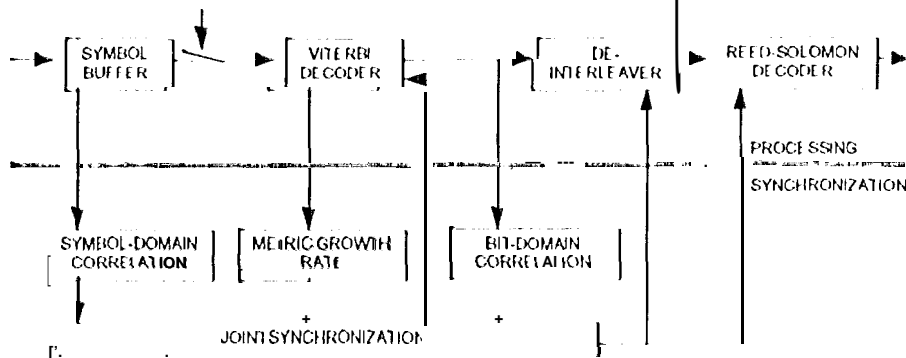 SYMBOL
BUFFER
VITERBI
DECODER
DE-
INTERLEAVER
REED-SOLOMON
DECODER
PROCESSING
SYNCHRONIZATION
SYMBOL-DOMAIN
CORRELATION
METRIC GROWTH
RATE
BIT-DOMAIN
CORRELATION
+
+
JOINT SYNCHRONIZATION